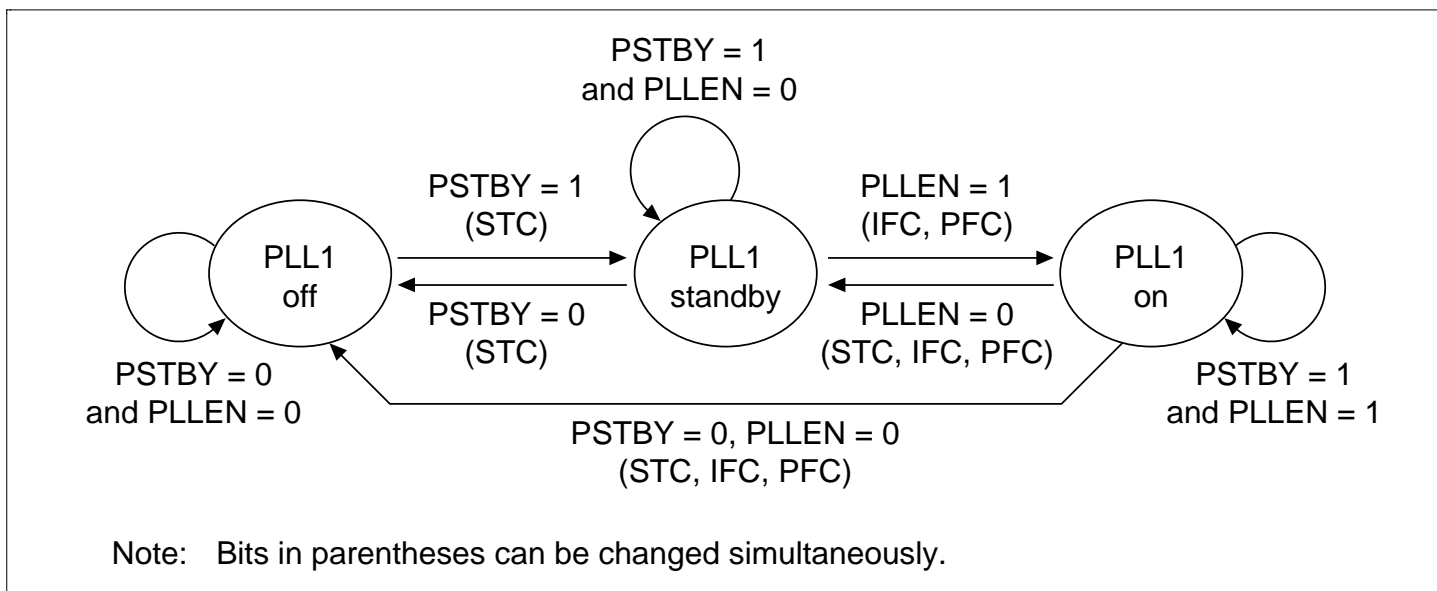 PSTBY = 1
and PLLEN = 0
PSTBY = 1
(STC)
PLLEN = 1
(IFC, PFC)
PLL1
off
PLL1
standby
PLL1
on
PSTBY = 0
(STC)
PLLEN = 0
(STC, IFC, PFC)
PSTBY = 0
and PLLEN = 0
PSTBY = 1
and PLLEN = 1
PSTBY = 0, PLLEN = 0
(STC, IFC, PFC)
Note: Bits in parentheses can be changed simultaneously.